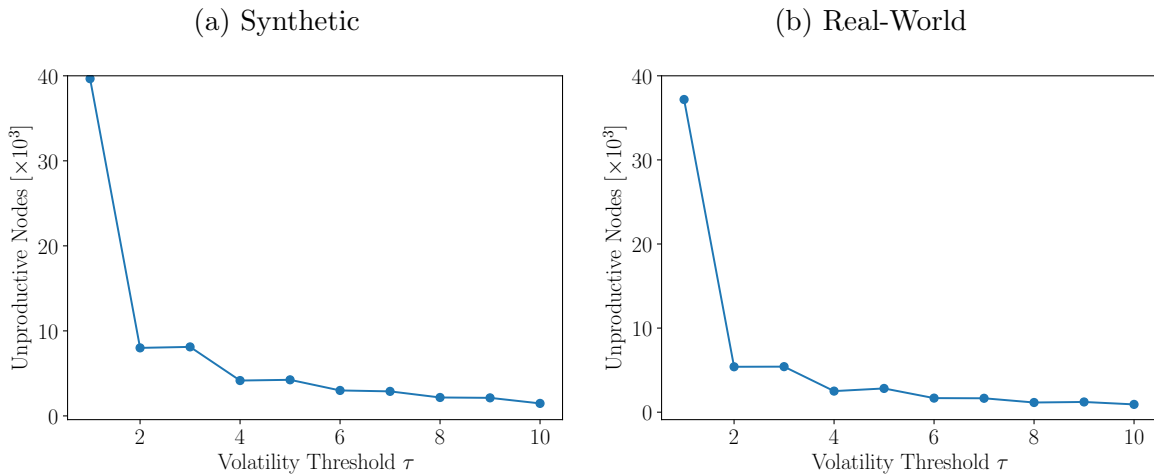 (a) Synthetic
40
30
20
10
0
Unproductive Nodes [×10³]
2 4 6 8 10
Volatility Threshold τ
(b) Real-World
40
30
20
10
0
Unproductive Nodes [×10³]
2 4 6 8 10
Volatility Threshold τ